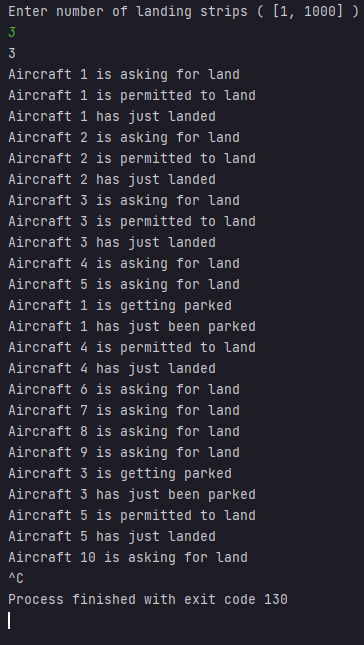 Enter number of landing strips ( [1, 1000] )
3
3
Aircraft 1 is asking for land
Aircraft 1 is permitted to land
Aircraft 1 has just landed
Aircraft 2 is asking for land
Aircraft 2 is permitted to land
Aircraft 2 has just landed
Aircraft 3 is asking for land
Aircraft 3 is permitted to land
Aircraft 3 has just landed
Aircraft 4 is asking for land
Aircraft 5 is asking for land
Aircraft 1 is getting parked
Aircraft 1 has just been parked
Aircraft 4 is permitted to land
Aircraft 4 has just landed
Aircraft 6 is asking for land
Aircraft 7 is asking for land
Aircraft 8 is asking for land
Aircraft 9 is asking for land
Aircraft 3 is getting parked
Aircraft 3 has just been parked
Aircraft 5 is permitted to land
Aircraft 5 has just landed
Aircraft 10 is asking for land
^C
Process finished with exit code 130